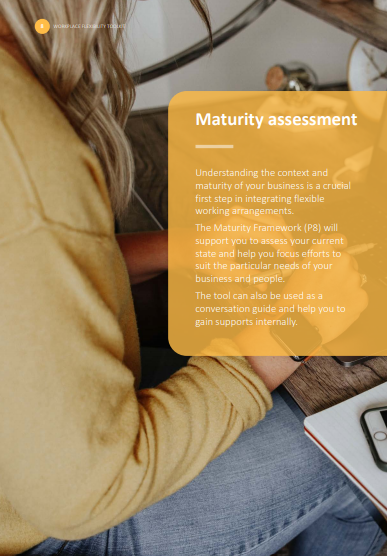 WORKPLACE FLEXIBILITY TOOLKIT
Maturity assessment
Understanding the context and
maturity of your business is a crucial
first step in integrating flexible
working arrangements.
The Maturity Framework (P8) will
support you to assess your current
state and help you focus efforts to
suit the particular needs of your
business and people.
The tool can also be used as a
conversation guide and help you to
gain supports internally.